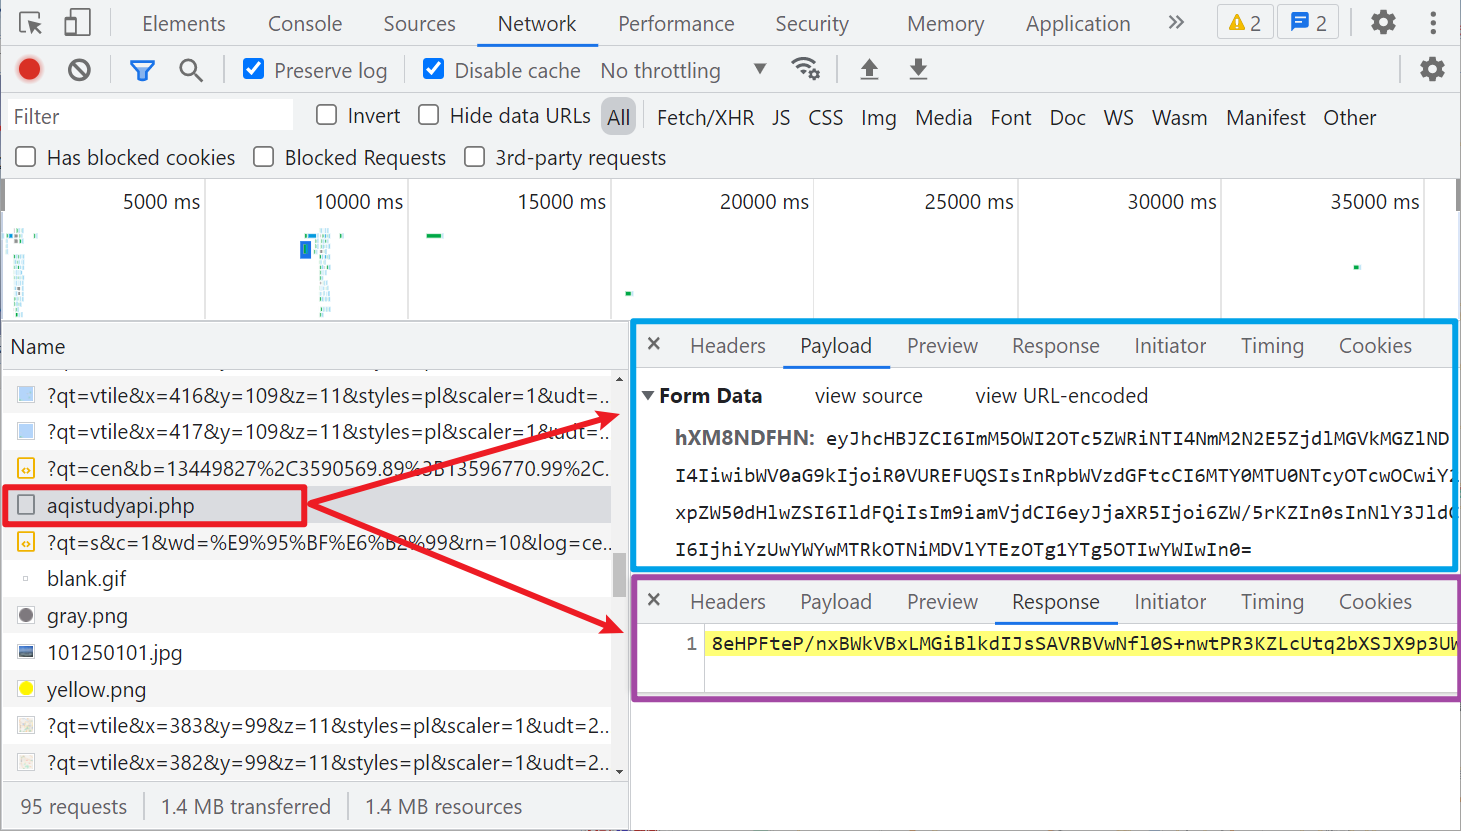 Elements Console Sources Network Performance Security Memory Application » 2 2
Preserve log Disable cache No throttling
Filter Invert Hide data URLs All Fetch/XHR JS CSS Img Media Font Doc WS Wasm Manifest Other
Has blocked cookies Blocked Requests 3rd-party requests
5000 ms 10000 ms 15000 ms 20000 ms 25000 ms 30000 ms 35000 ms
Name
?qt=vtile&x=416&y=109&z=11&styles=pl&scaler=1&udt=...
?qt=vtile&x=417&y=109&z=11&styles=pl&scaler=1&udt=...
?qt=cen&b=13449827%2C3590569.89%3B13596770.99%2C...
aqistudyapi.php
?qt=s&c=1&wd=%E9%95%BF%E6%B2%99&rn=10&log=ce...
blank.gif
gray.png
101250101.jpg
yellow.png
?qt=vtile&x=383&y=99&z=11&styles=pl&scaler=1&udt=2...
?qt=vtile&x=382&y=99&z=11&styles=pl&scaler=1&udt=2...
95 requests 1.4 MB transferred 1.4 MB resources
× Headers Payload Preview Response Initiator Timing Cookies
Form Data view source view URL-encoded
hXM8NDFHN: eyJhcHBJZCI6ImM5OWI2OTc5ZWRiNTI4NmM2N2E5ZjdlMGVkMGZlND
I4IiwibWV0aG9kIjoiR0VUREFUQSIsInRpbWVzdGFtcCI6MTY0MTU0NTcyOTcwOCwiY2
xpZW50dHlwZSI6IldFQiIsIm9iamVjdCI6eyJjaXR5Ijoi6ZW/5rKZIn0sInNlY3JldC
I6IjhiYzUwYWYwMTRkOTNiMDVlYTEzOTg1YTg5OTIwYWIwIn0=
× Headers Payload Preview Response Initiator Timing Cookies
1 8eHPFteP/nxBWkVBxLMGiBlkdIJsSAVRBVwNfl0S+nwtPR3KZLcUtq2bXSJX9p3UW